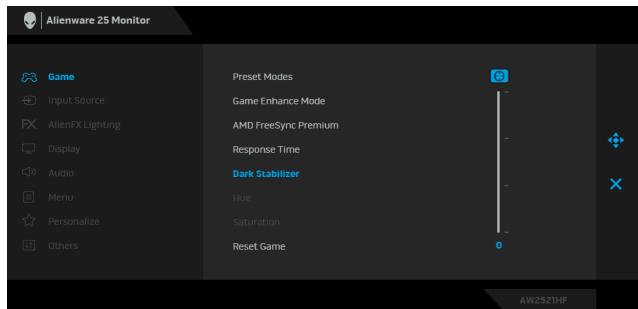 Alienware 25 Monitor
Game
Input Source
AlienFX Lighting
Display
Audio
Menu
Personalize
Others
Preset Modes
Game Enhance Mode
AMD FreeSync Premium
Response Time
Dark Stabilizer
Hue
Saturation
Reset Game
0
AW2521HF